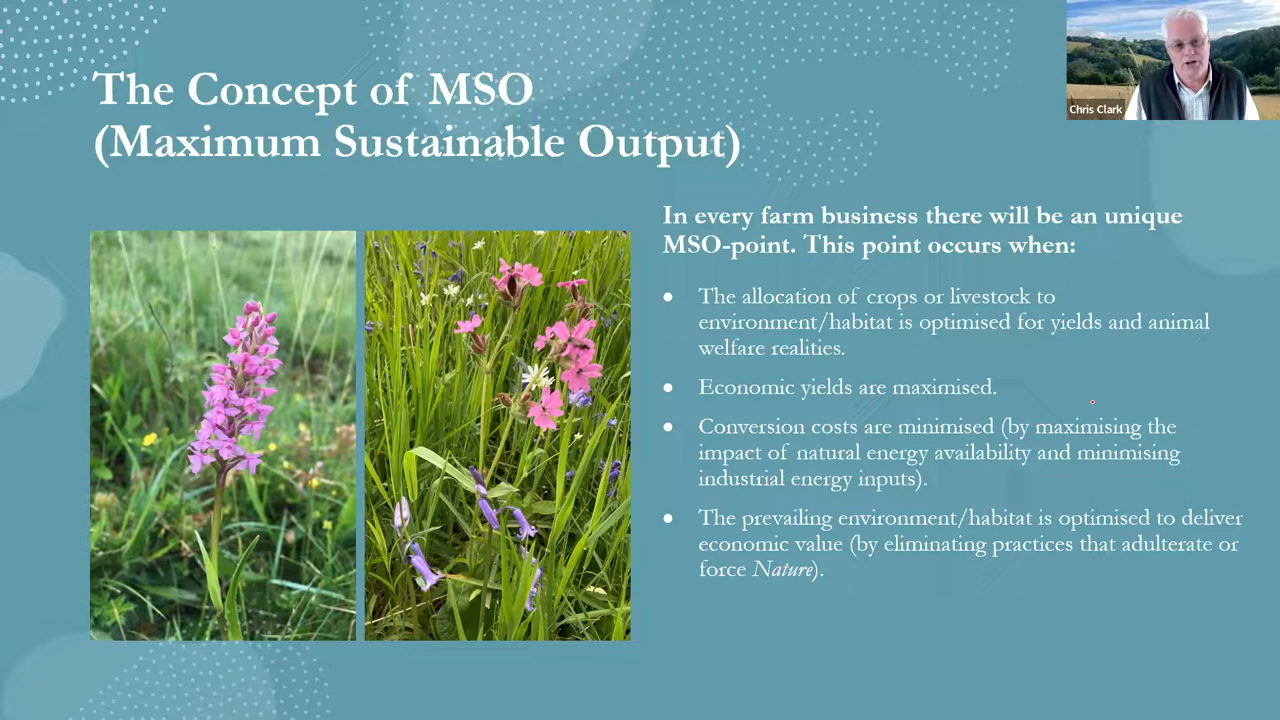 The Concept of MSO
(Maximum Sustainable Output)
Chris Clark
In every farm business there will be an unique
MSO-point. This point occurs when:
• The allocation of crops or livestock to
environment/habitat is optimised for yields and animal
welfare realities.
• Economic yields are maximised.
• Conversion costs are minimised (by maximising the
impact of natural energy availability and minimising
industrial energy inputs).
• The prevailing environment/habitat is optimised to deliver
economic value (by eliminating practices that adulterate or
force Nature).